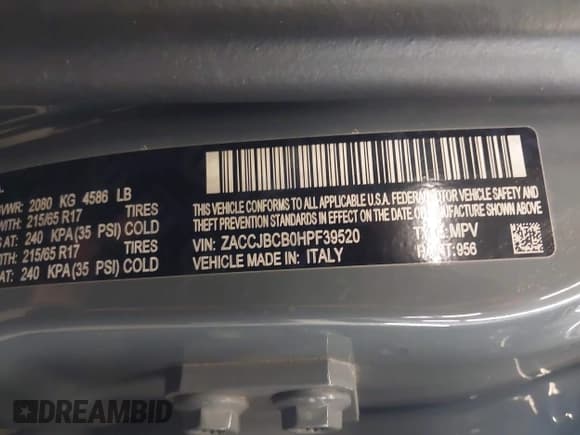 GVWR: 2080 KG 4586 LB
WITH: 215/65 R17 TIRES
AT: 240 KPA(35 PSI) COLD
WITH: 215/65 R17 TIRES
AT: 240 KPA(35 PSI) COLD
THIS VEHICLE CONFORMS TO ALL APPLICABLE U.S.A. FEDERAL MOTOR VEHICLE SAFETY
BUMPER, AND THEFT PREVENTION STANDARDS IN EFFECT ON THE DATE OF MANUFACTURE SHOWN ABOVE
VIN: ZACCJBCB0HPF39520 MPV
VEHICLE MADE IN: ITALY 956
DREAMBID